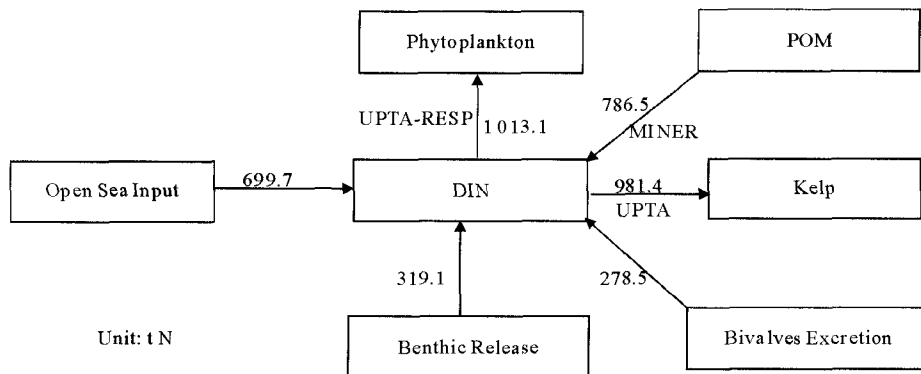 Phytoplankton
POM
UPTA-RESP
1 013.1
786.5
MINER
Open Sea Input
699.7
DIN
981.4
UPTA
Kelp
319.1
278.5
Unit: t N
Benthic Release
Bivalves Excretion